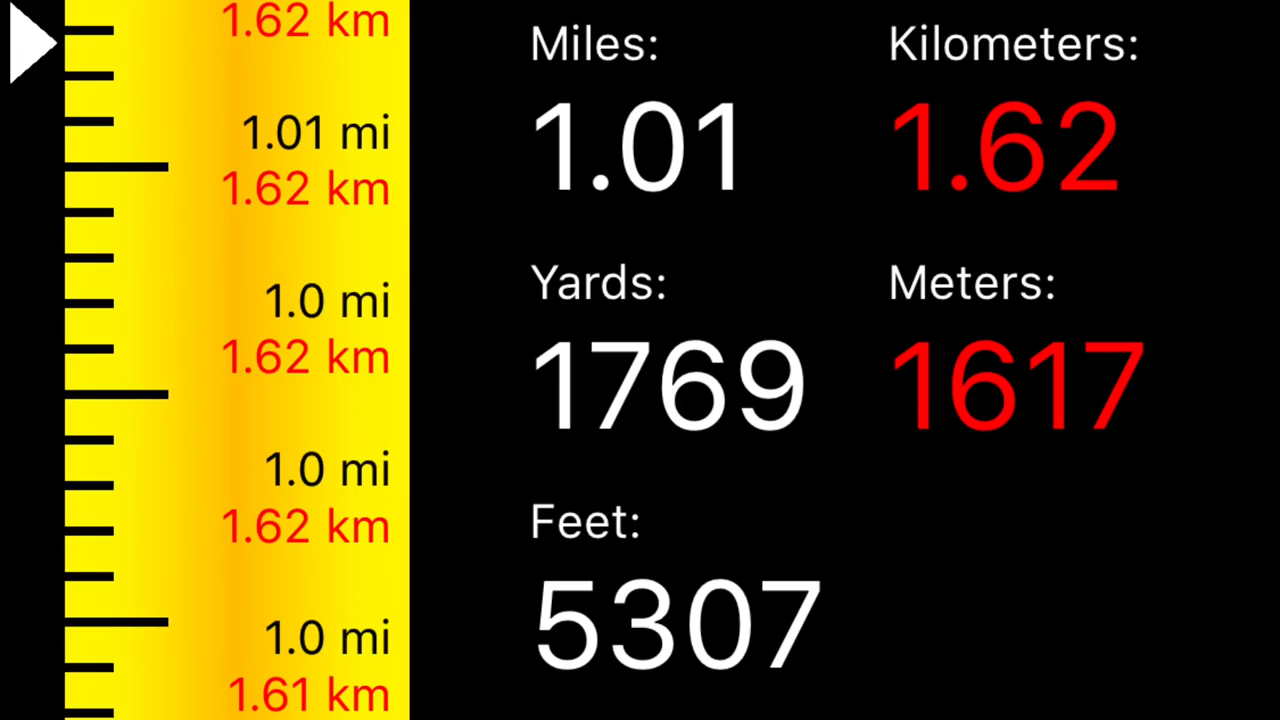 1.62 km
1.01 mi
1.62 km
1.0 mi
1.62 km
1.0 mi
1.62 km
1.0 mi
1.61 km
Miles:
1.01
Kilometers:
1.62
Yards:
1769
Meters:
1617
Feet:
5307